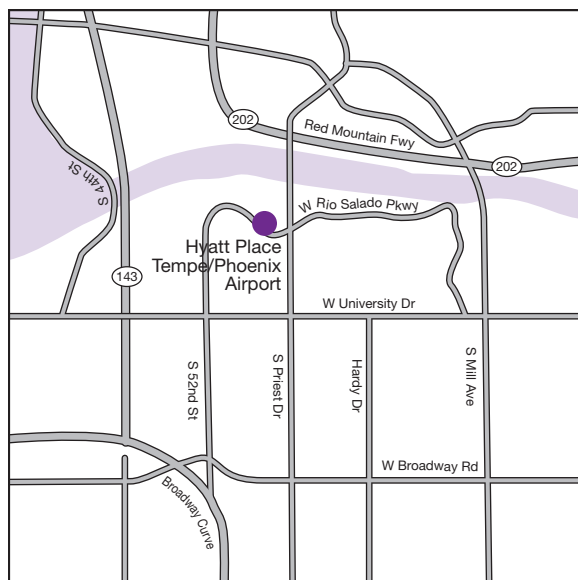 202
Red Mountain Fwy
202
S 44th St
W Rio Salado Pkwy
Hyatt Place
Tempe/Phoenix
Airport
143
W University Dr
S 52nd St
S Priest Dr
Hardy Dr
S Mill Ave
W Broadway Rd
Broadway Curve